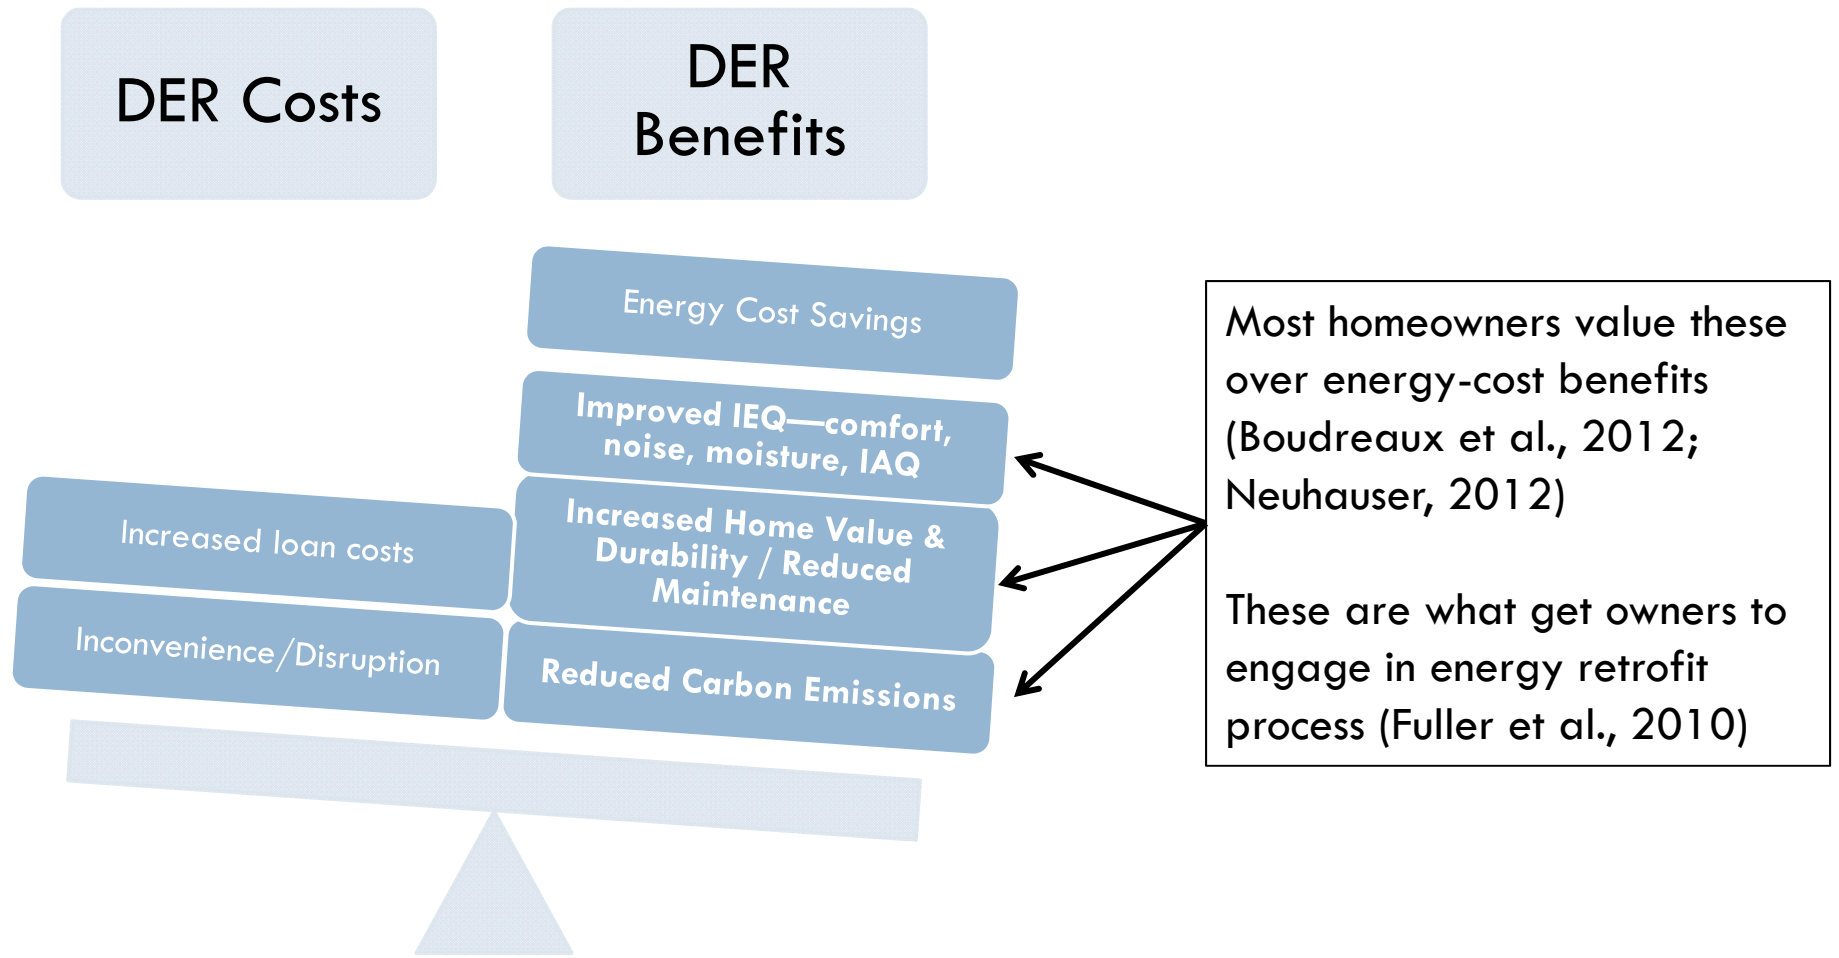 DER Costs
DER
Benefits
Energy Cost Savings
Improved IEQ—comfort,
noise, moisture, IAQ
Increased Home Value &
Durability / Reduced
Maintenance
Reduced Carbon Emissions
Increased loan costs
Inconvenience/Disruption
Most homeowners value these
over energy-cost benefits
(Boudreaux et al., 2012;
Neuhauser, 2012)
These are what get owners to
engage in energy retrofit
process (Fuller et al., 2010)